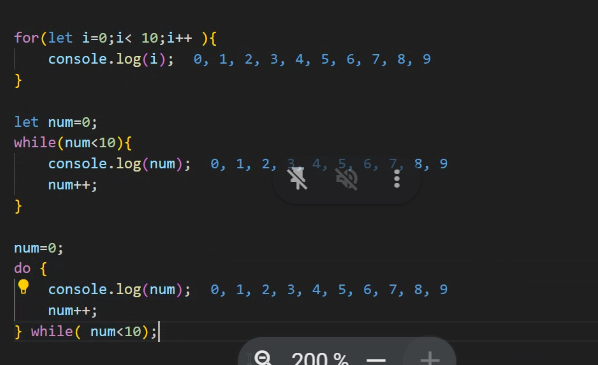 for(let i=0;i< 10;i++ ){
console.log(i); 0, 1, 2, 3, 4, 5, 6, 7, 8, 9
}
let num=0;
while(num<10){
console.log(num); 0, 1, 2, 3, 4, 5, 6, 7, 8, 9
num++;
}
num=0;
do {
console.log(num); 0, 1, 2, 3, 4, 5, 6, 7, 8, 9
num++;
} while( num<10);
200 %